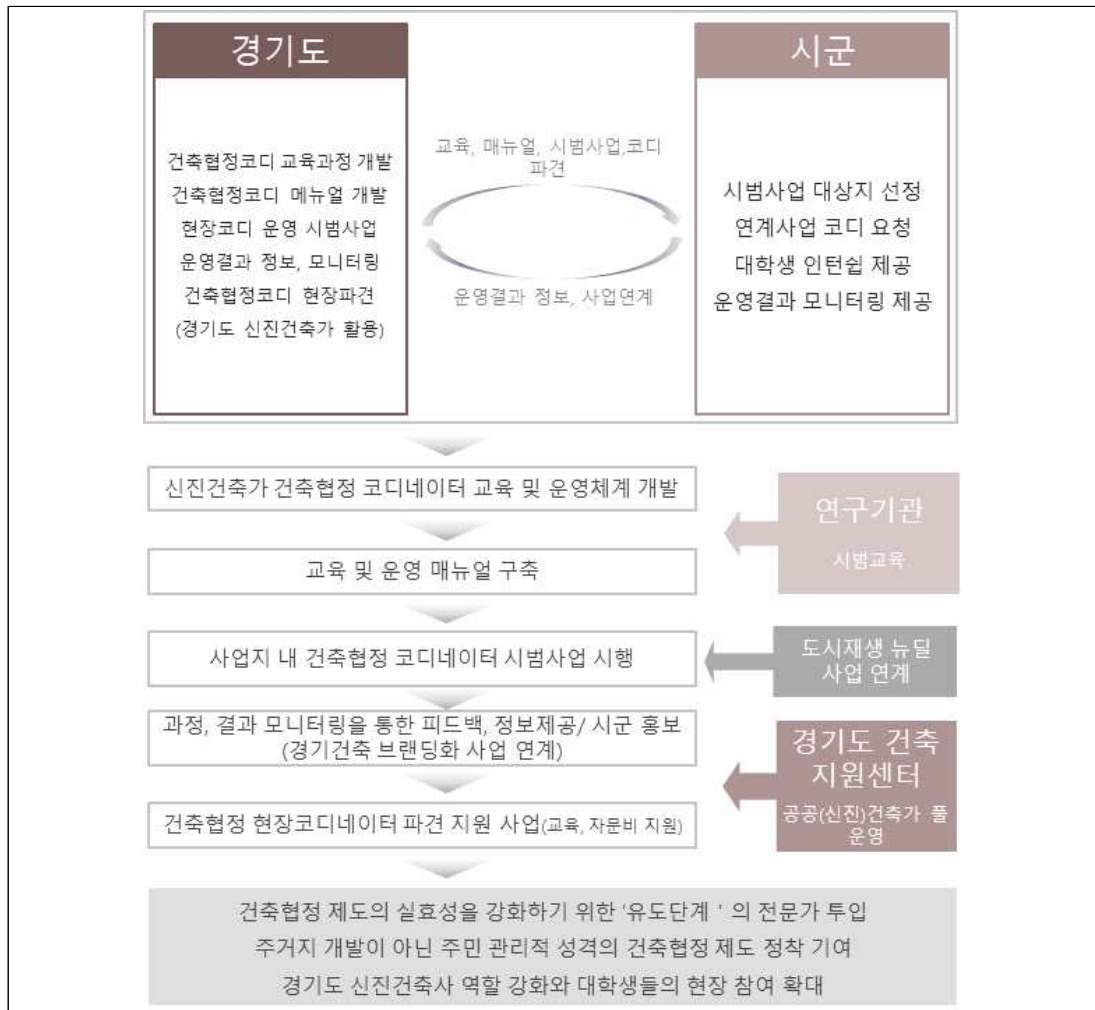 경기도
건축협정코디 교육과정 개발
건축협정코디 메뉴얼 개발
현장코디 운영 시범사업
운영결과 정보, 모니터링
건축협정코디 현장파견
(경기도 신진건축가 활용)
교육, 매뉴얼, 시범사업,코디
파견
운영결과 정보, 사업연계
시군
시범사업 대상지 선정
연계사업 코디 요청
대학생 인턴쉽 제공
운영결과 모니터링 제공
신진건축가 건축협정 코디네이터 교육 및 운영체계 개발
교육 및 운영 매뉴얼 구축
연구기관
시범교육
사업지 내 건축협정 코디네이터 시범사업 시행
도시재생 뉴딜
사업 연계
과정, 결과 모니터링을 통한 피드백, 정보제공/ 시군 홍보
(경기건축 브랜딩화 사업 연계)
건축협정 현장코디네이터 파견 지원 사업(교육, 자문비 지원)
경기도 건축
지원센터
공공(신진)건축가 풀
운영
건축협정 제도의 실효성을 강화하기 위한 '유도단계 ' 의 전문가 투입
주거지 개발이 아닌 주민 관리적 성격의 건축협정 제도 정착 기여
경기도 신진건축사 역할 강화와 대학생들의 현장 참여 확대